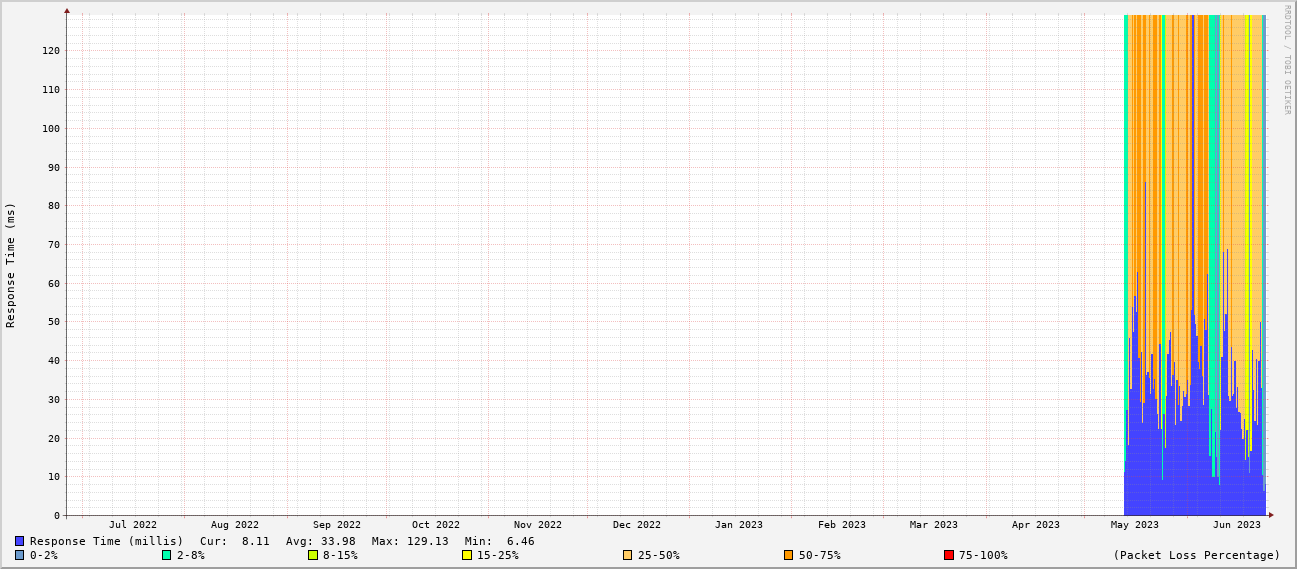 RRDTOOL / TOBI OETIKER
Response Time (ms)
120
110
100
90
80
70
60
50
40
30
20
10
0
Jul 2022 Aug 2022 Sep 2022 Oct 2022 Nov 2022 Dec 2022 Jan 2023 Feb 2023 Mar 2023 Apr 2023 May 2023 Jun 2023
Response Time (millis) Cur: 8.11 Avg: 33.98 Max: 129.13 Min: 6.46
0-2% 2-8% 8-15% 15-25% 25-50% 50-75% 75-100% (Packet Loss Percentage)